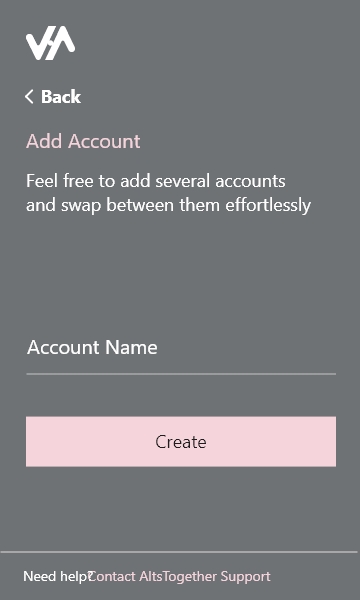 Back
Add Account
Feel free to add several accounts
and swap between them effortlessly
Account Name
Create
Need help?Contact AltsTogether Support